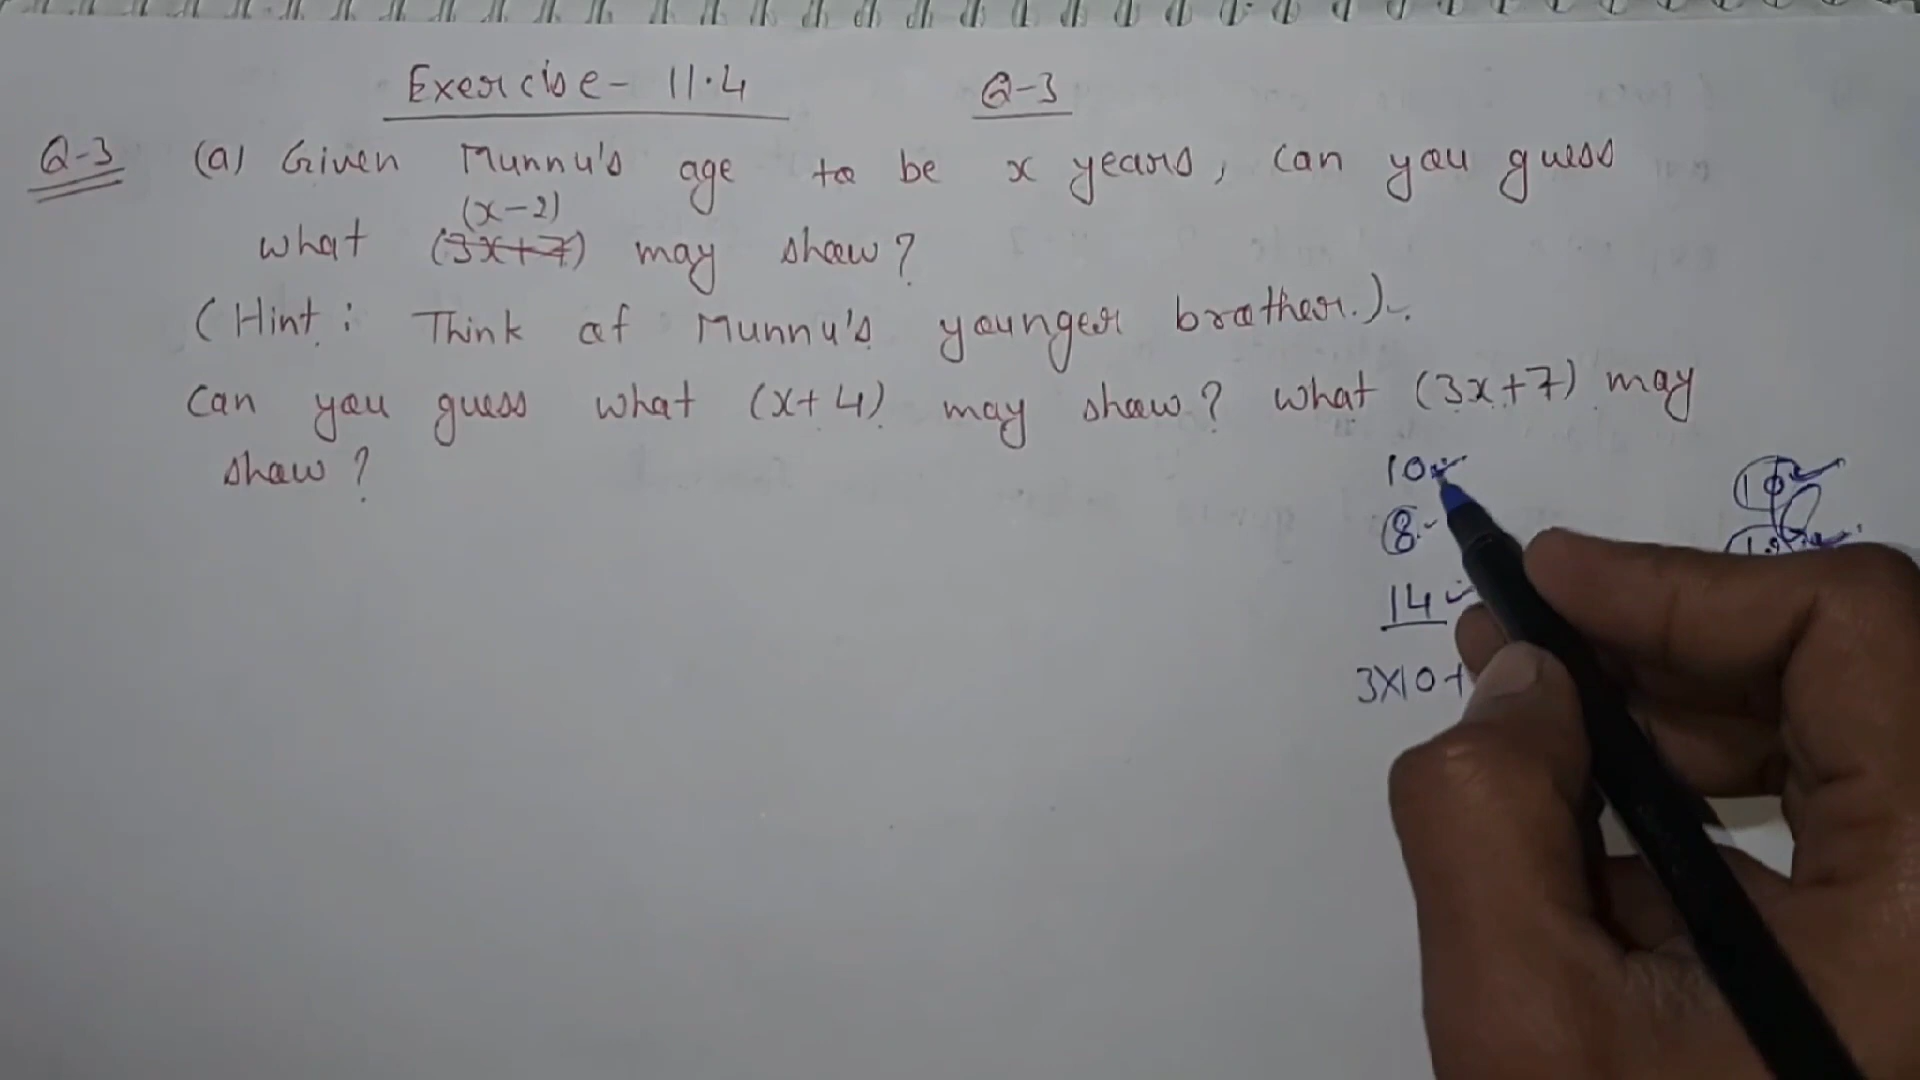 Exercise - 11.4 Q-3
Q-3 (a) Given Munnu's age to be x years, can you guess
(x-2)
what (3x+7) may show?
(Hint: Think of Munnu's younger brother.).
Can you guess what (x+4) may show? what (3x+7) may
show?
10
8
14
3×10+